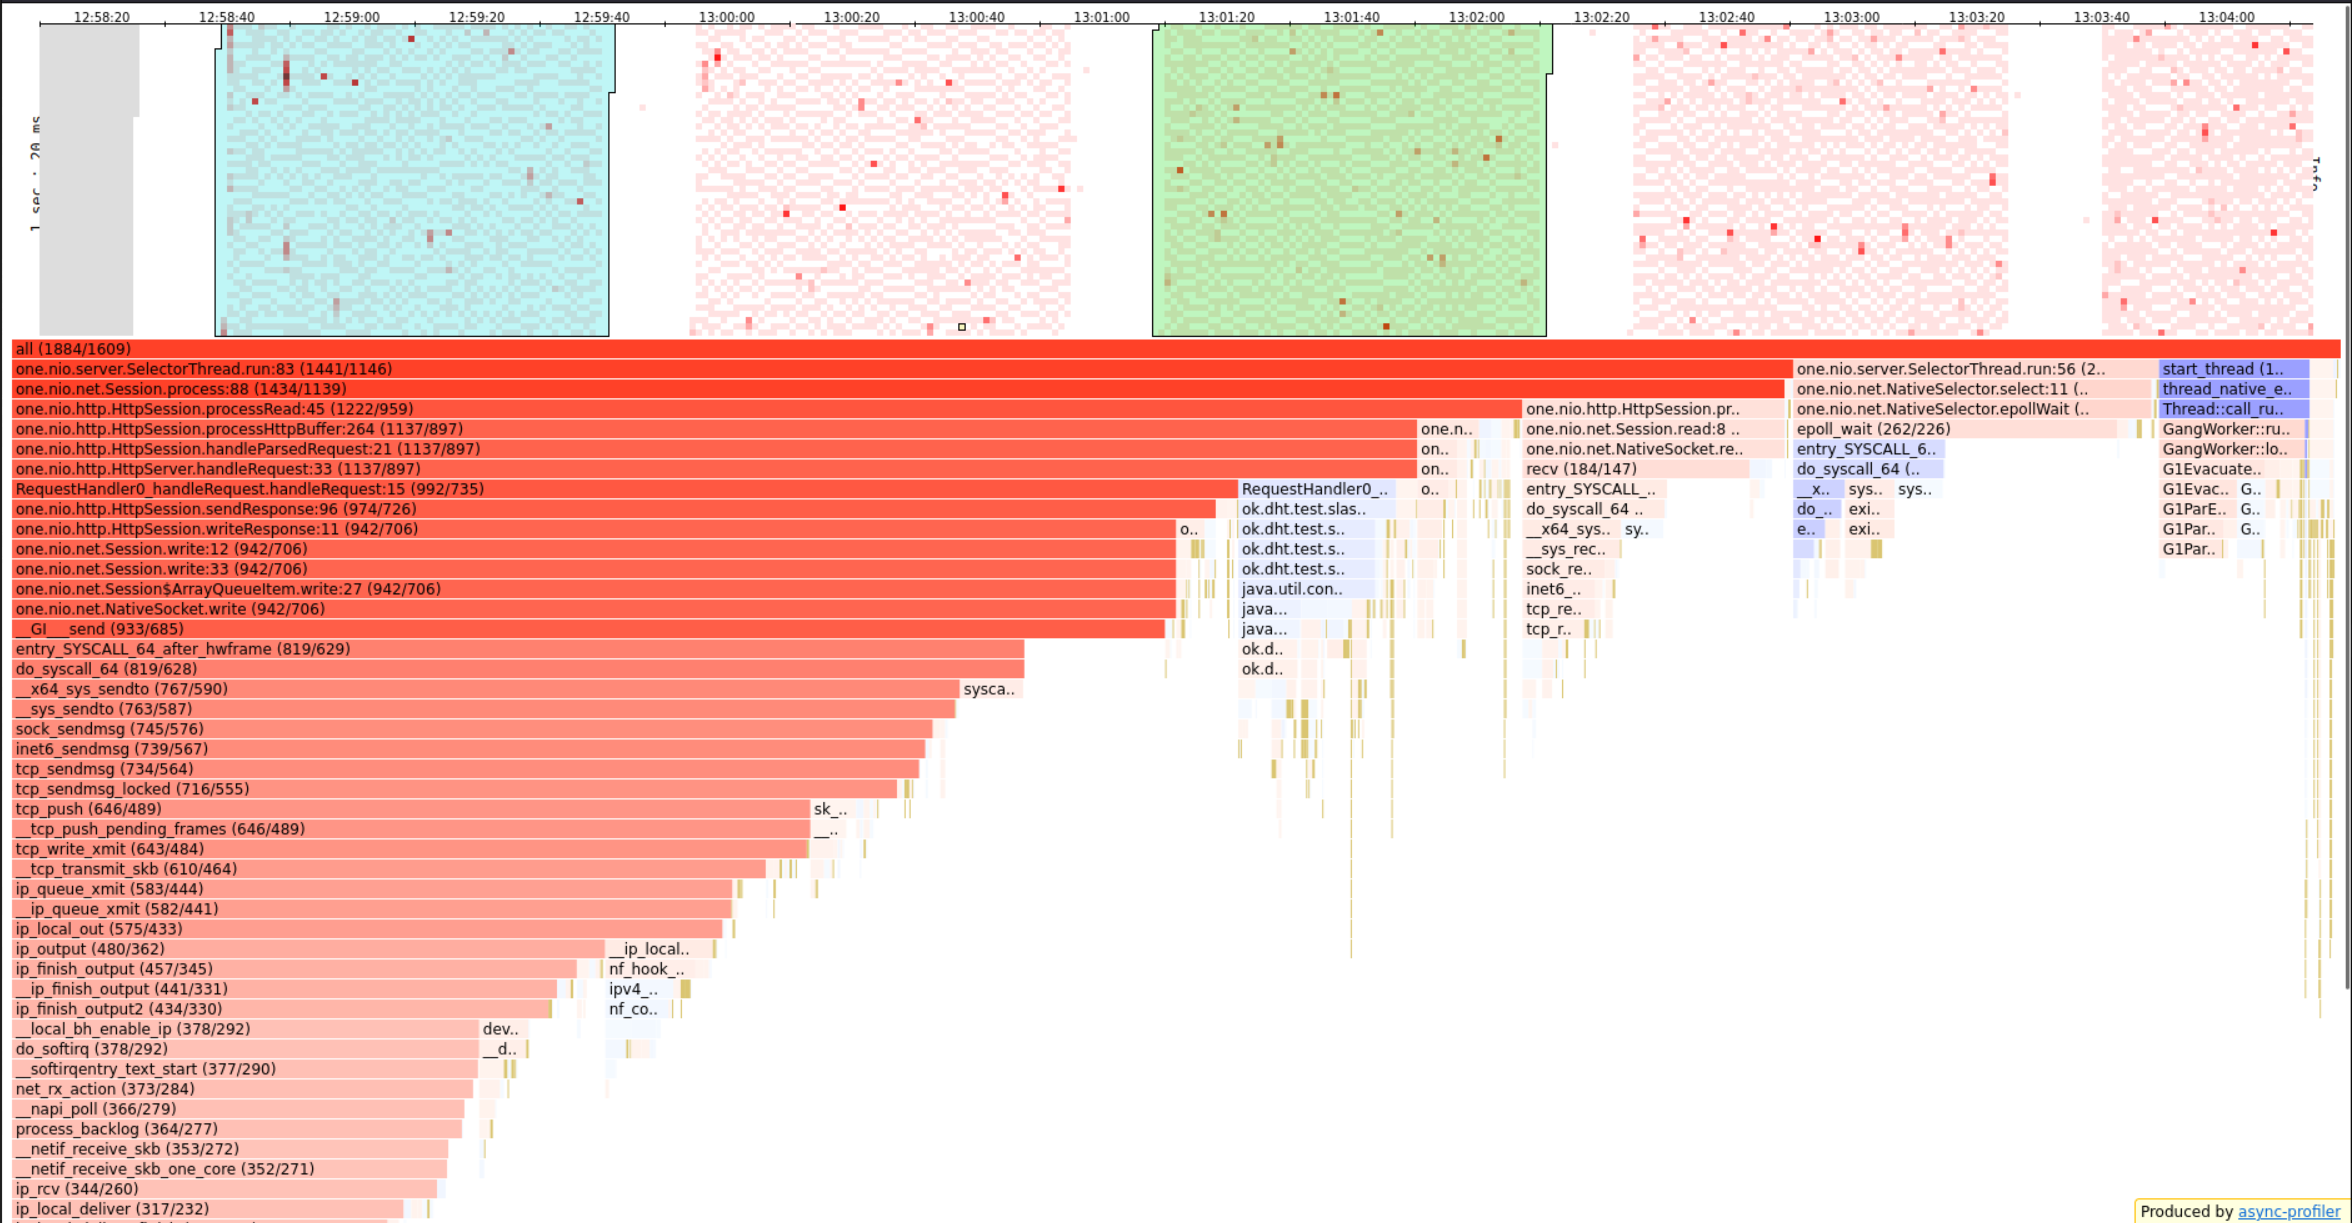 12:58:20 12:58:40 12:59:00 12:59:20 12:59:40 13:00:00 13:00:20 13:00:40 13:01:00 13:01:20 13:01:40 13:02:00 13:02:20 13:02:40 13:03:00 13:03:20 13:03:40 13:04:00
1 sec · 20 ms
all (1884/1609)
one.nio.server.SelectorThread.run:83 (1441/1146) one.nio.server.SelectorThread.run:56 (2.. start_thread (1..
one.nio.net.Session.process:88 (1434/1139) one.nio.net.NativeSelector.select:11 (.. thread_native_e..
one.nio.http.HttpSession.processRead:45 (1222/959) one.nio.http.HttpSession.pr.. one.nio.net.NativeSelector.epollWait (.. Thread::call_ru..
one.nio.http.HttpSession.processHttpBuffer:264 (1137/897) one.n.. one.nio.net.Session.read:8 .. epoll_wait (262/226) GangWorker::ru..
one.nio.http.HttpSession.handleParsedRequest:21 (1137/897) on.. one.nio.net.NativeSocket.re.. entry_SYSCALL_6.. GangWorker::lo..
one.nio.http.HttpServer.handleRequest:33 (1137/897) on.. recv (184/147) do_syscall_64 (.. G1Evacuate..
RequestHandler0_handleRequest.handleRequest:15 (992/735) RequestHandler0_.. o.. entry_SYSCALL_.. __x.. sys.. sys.. G1Evac.. G..
one.nio.http.HttpSession.sendResponse:96 (974/726) ok.dht.test.slas.. do_syscall_64 .. do_.. exi.. G1ParE.. G..
one.nio.http.HttpSession.writeResponse:11 (942/706) o.. ok.dht.test.s.. __x64_sys.. sy.. e.. exi.. G1Par.. G..
one.nio.net.Session.write:12 (942/706) ok.dht.test.s.. __sys_rec.. G1Par..
one.nio.net.Session.write:33 (942/706) ok.dht.test.s.. sock_re..
one.nio.net.Session$ArrayQueueItem.write:27 (942/706) java.util.con.. inet6_..
one.nio.net.NativeSocket.write (942/706) java... tcp_re..
__GI___send (933/685) java... tcp_r..
entry_SYSCALL_64_after_hwframe (819/629) ok.d..
do_syscall_64 (819/628) ok.d..
__x64_sys_sendto (767/590) sysca..
__sys_sendto (763/587)
sock_sendmsg (745/576)
inet6_sendmsg (739/567)
tcp_sendmsg (734/564)
tcp_sendmsg_locked (716/555)
tcp_push (646/489) sk_..
__tcp_push_pending_frames (646/489) __..
tcp_write_xmit (643/484)
__tcp_transmit_skb (610/464)
ip_queue_xmit (583/444)
__ip_queue_xmit (582/441)
ip_local_out (575/433)
ip_output (480/362) __ip_local..
ip_finish_output (457/345) nf_hook_..
__ip_finish_output (441/331) ipv4_..
ip_finish_output2 (434/330) nf_co..
__local_bh_enable_ip (378/292) dev..
do_softirq (378/292) __d..
__softirqentry_text_start (377/290)
net_rx_action (373/284)
__napi_poll (366/279)
process_backlog (364/277)
__netif_receive_skb (353/272)
__netif_receive_skb_one_core (352/271)
ip_rcv (344/260)
ip_local_deliver (317/232)
Produced by async-profiler